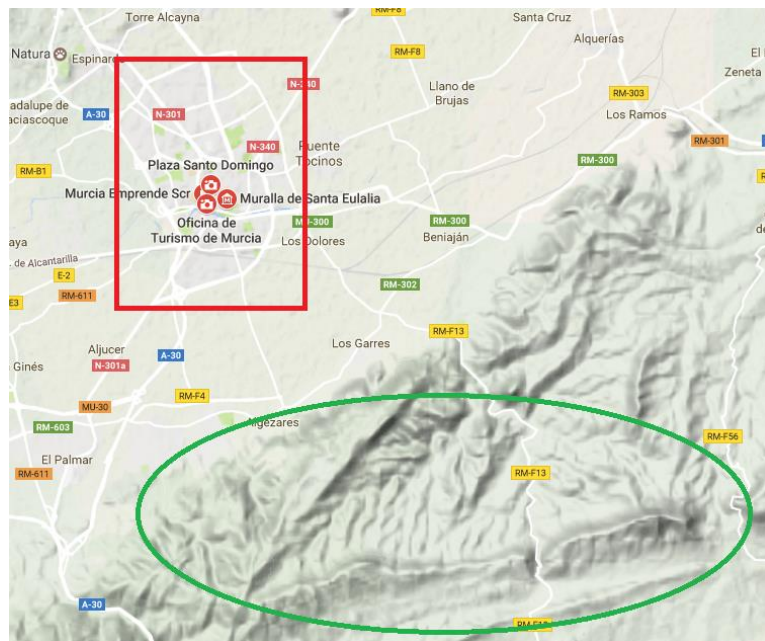 Torre Alcayna
RM-F8
Santa Cruz
Natura
Espinardo
RM-F8
Alquerías
El
Zeneta
N-340
Llano de
Brujas
RM-303
Los Ramos
adalupe de
aciascoque
A-30
N-301
RM-301
N-340
Puente
Tocinos
RM-300
Plaza Santo Domingo
RM-B1
Murcia Emprende Scr
Muralla de Santa Eulalia
Oficina de
Turismo de Murcia
MU-300
RM-300
Los Dolores
Beniaján
aya
de
. de Alcantarilla
E-2
RM-302
RM-611
E3
RM-F13
Los Garres
Aljucer
A-30
Ginés
N-301a
RM-F4
MU-30
Algezares
RM-603
RM-F56
El Palmar
RM-611
RM-F13
A-30